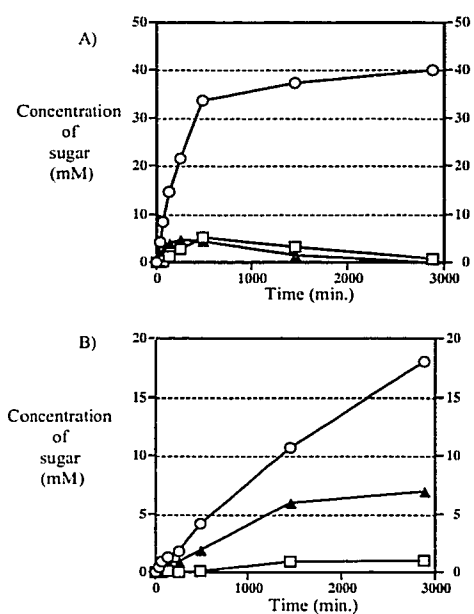 A)
50 50
40 40
Concentration
of
30 30
sugar
(mM)
20 20
10 10
0 0
0 1000 2000 3000
Time (min.)
B)
20 20
15 15
Concentration
of
10 10
sugar
(mM)
5 5
0 0
0 1000 2000 3000
Time (min.)